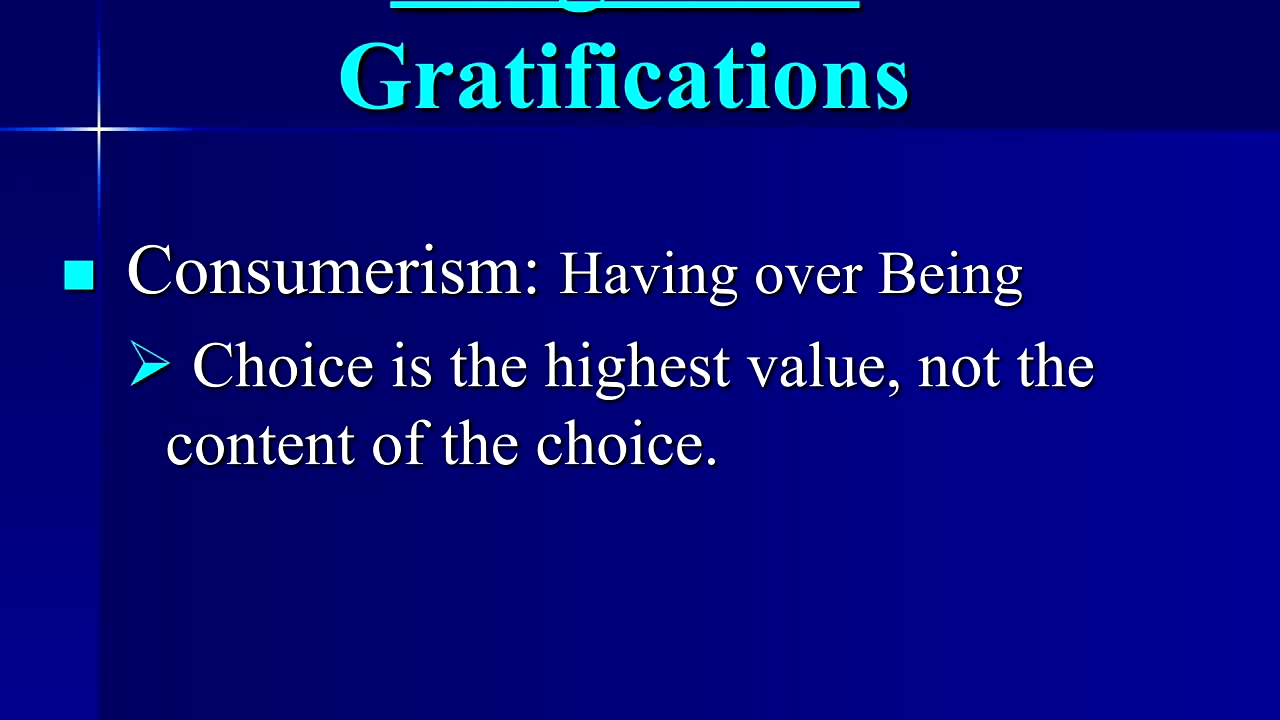 Gratifications
Consumerism: Having over Being
Choice is the highest value, not the
content of the choice.